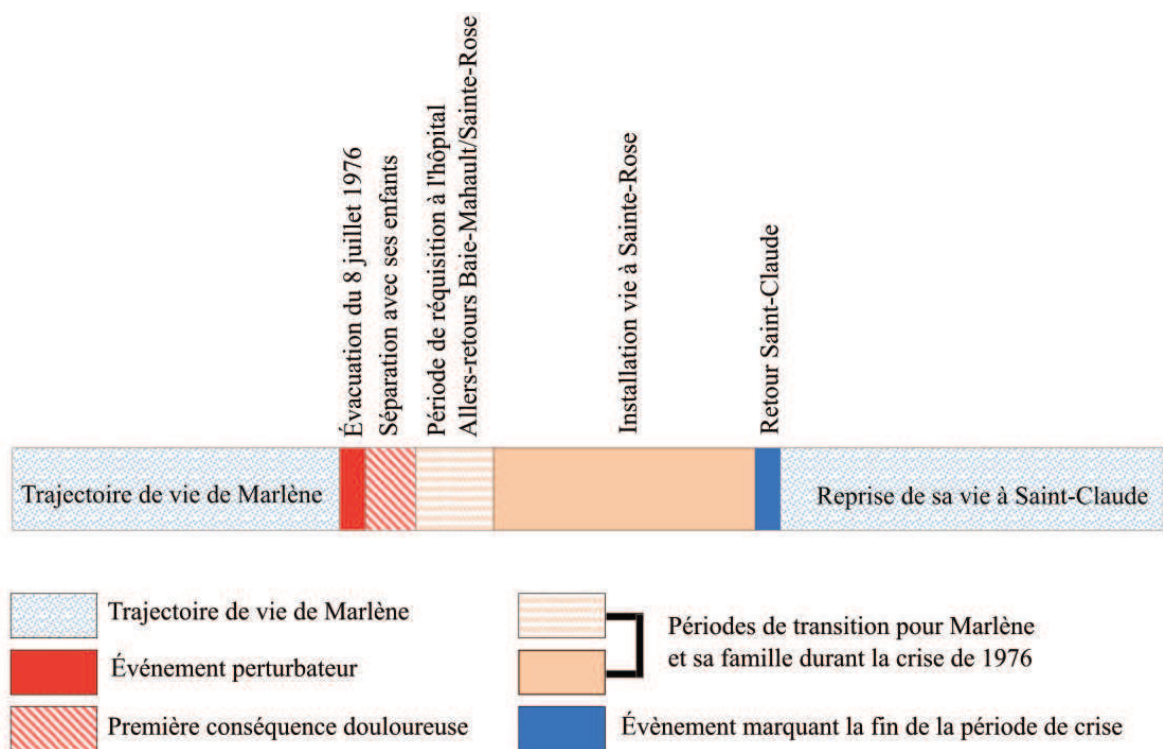 Évacuation du 8 juillet 1976
Séparation avec ses enfants
Période de réquisition à l'hôpital
Allers-retours Baie-Mahault/Sainte-Rose
Installation vie à Sainte-Rose
Retour Saint-Claude
Trajectoire de vie de Marlène
Reprise de sa vie à Saint-Claude
Trajectoire de vie de Marlène
Événement perturbateur
Première conséquence douloureuse
Périodes de transition pour Marlène
et sa famille durant la crise de 1976
Évènement marquant la fin de la période de crise